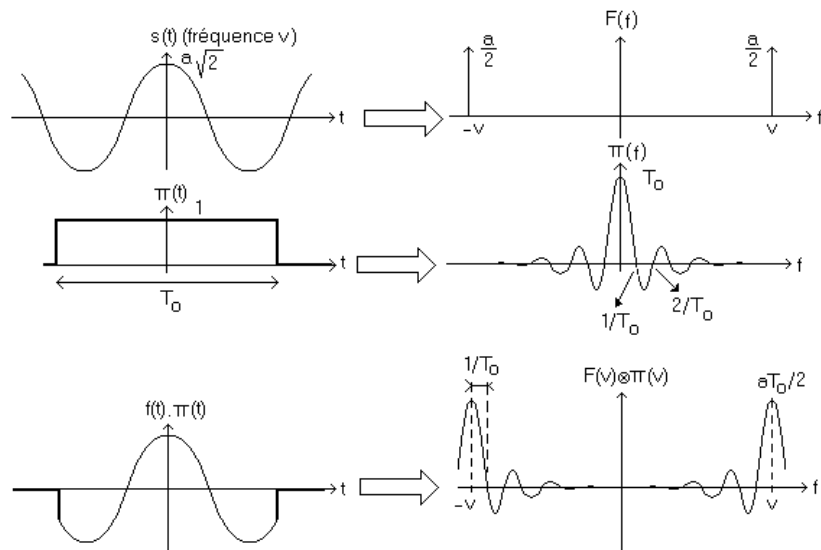 s(t) (fréquence ν)
a√2
t
F(f)
a/2
a/2
-ν
ν
f
π(t)
1
t
T₀
π(f)
T₀
f
1/T₀
2/T₀
f(t).π(t)
t
1/T₀
F(ν)⊗π(ν)
aT₀/2
-ν
ν
f